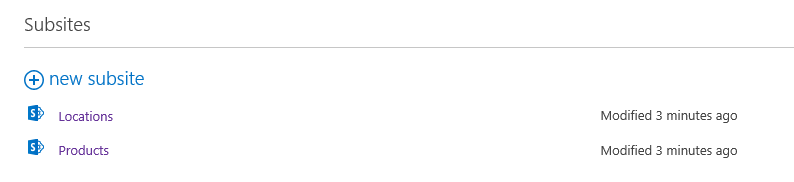 Subsites
new subsite
Locations Modified 3 minutes ago
Products Modified 3 minutes ago